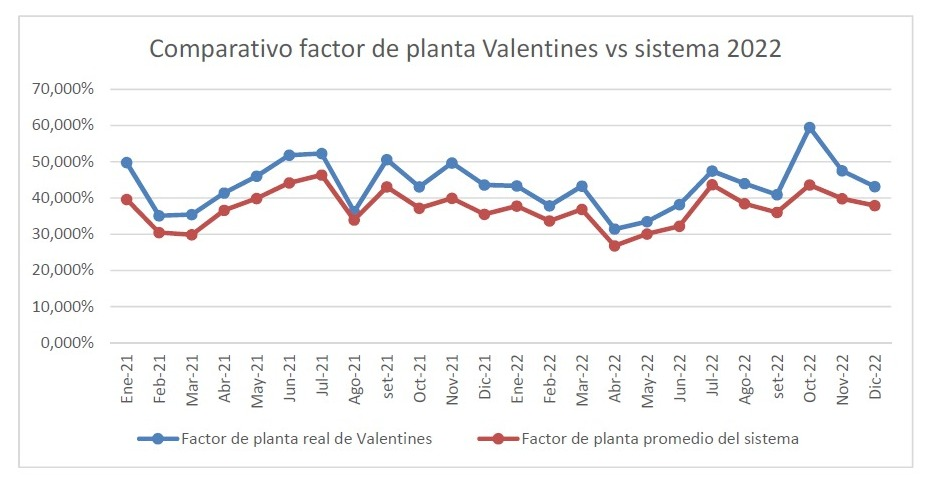 Comparativo factor de planta Valentines vs sistema 2022
70,000%
60,000%
50,000%
40,000%
30,000%
20,000%
10,000%
0,000%
Ene-21
Feb-21
Mar-21
Abr-21
May-21
Jun-21
Jul-21
Ago-21
set-21
Oct-21
Nov-21
Dic-21
Ene-22
Feb-22
Mar-22
Abr-22
May-22
Jun-22
Jul-22
Ago-22
set-22
Oct-22
Nov-22
Dic-22
Factor de planta real de Valentines
Factor de planta promedio del sistema